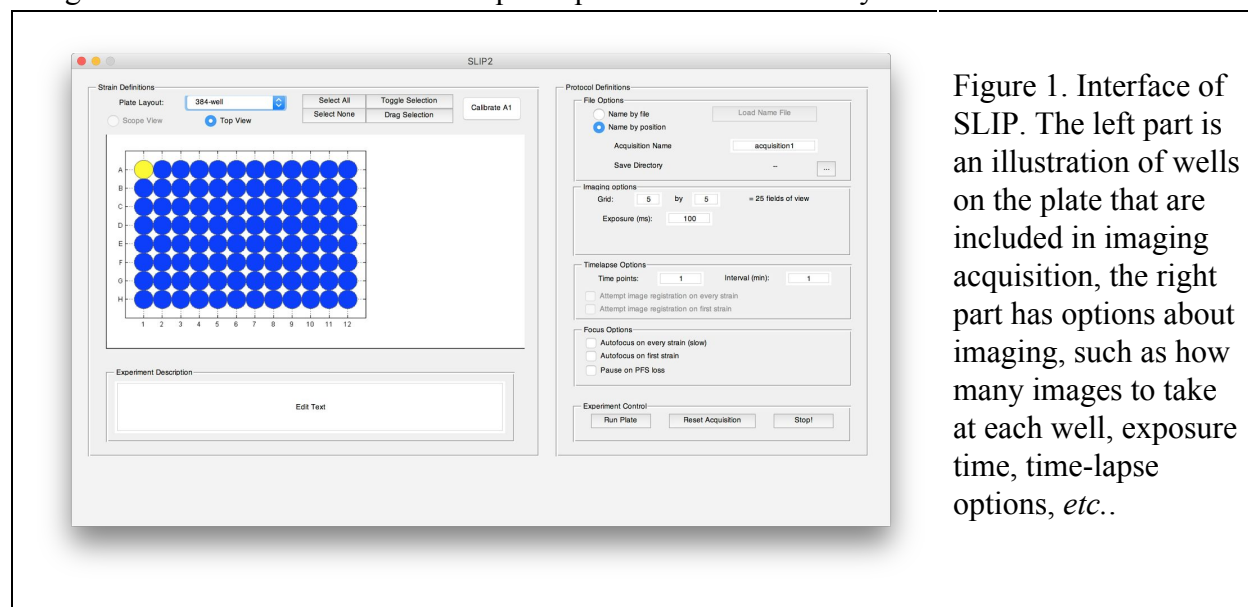 SLIP2
Strain Definitions
Plate Layout: 384-well
Select All Toggle Selection
Calibrate A1
Scope View Top View
Select None Drag Selection
A
B
C
D
E
F
G
H
1 2 3 4 5 6 7 8 9 10 11 12
Experiment Description
Edit Text
Protocol Definitions
File Options
Name by file Load Name File
Name by position
Acquisition Name acquisition1
Save Directory -- ...
Imaging options
Grid: 5 by 5 = 25 fields of view
Exposure (ms): 100
Timelapse Options
Time points: 1 Interval (min): 1
Attempt image registration on every strain
Attempt image registration on first strain
Focus Options
Autofocus on every strain (slow)
Autofocus on first strain
Pause on PFS loss
Experiment Control
Run Plate Reset Acquisition Stop!
Figure 1. Interface of
SLIP. The left part is
an illustration of wells
on the plate that are
included in imaging
acquisition, the right
part has options about
imaging, such as how
many images to take
at each well, exposure
time, time-lapse
options, etc..